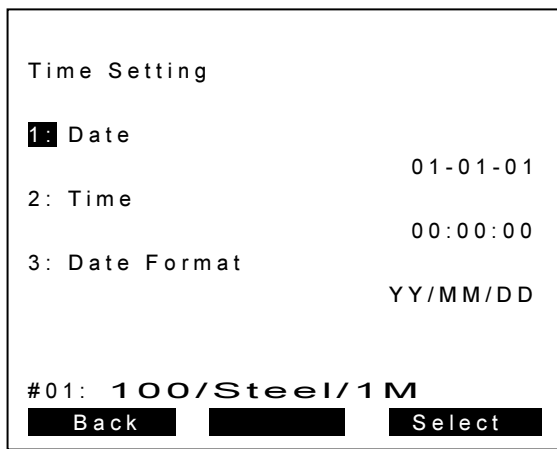 Time Setting
1: Date
01-01-01
2: Time
00:00:00
3: Date Format
YY/MM/DD
#01: 100/Steel/1M
Back Select